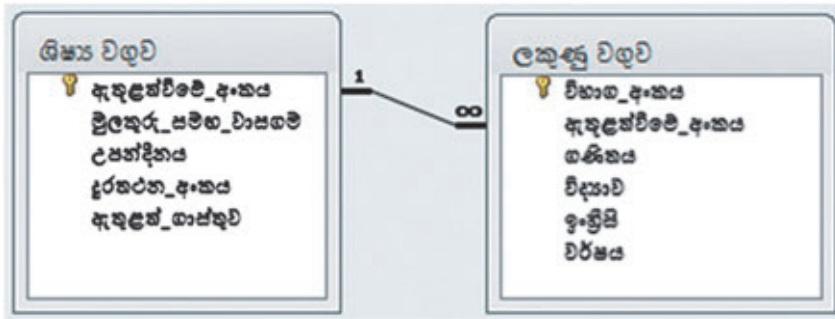 ශිෂ්‍ය වගුව
ඇතුළත්වීමේ_අංකය
මුලකුරු_සමඟ_වාසගම
උපන්දිනය
දුරකථන_අංකය
ඇතුළත්_ගාස්තුව
1
∞
ලකුණු වගුව
විභාග_අංකය
ඇතුළත්වීමේ_අංකය
ගණිතය
විද්‍යාව
ඉංග්‍රීසි
වර්ෂය